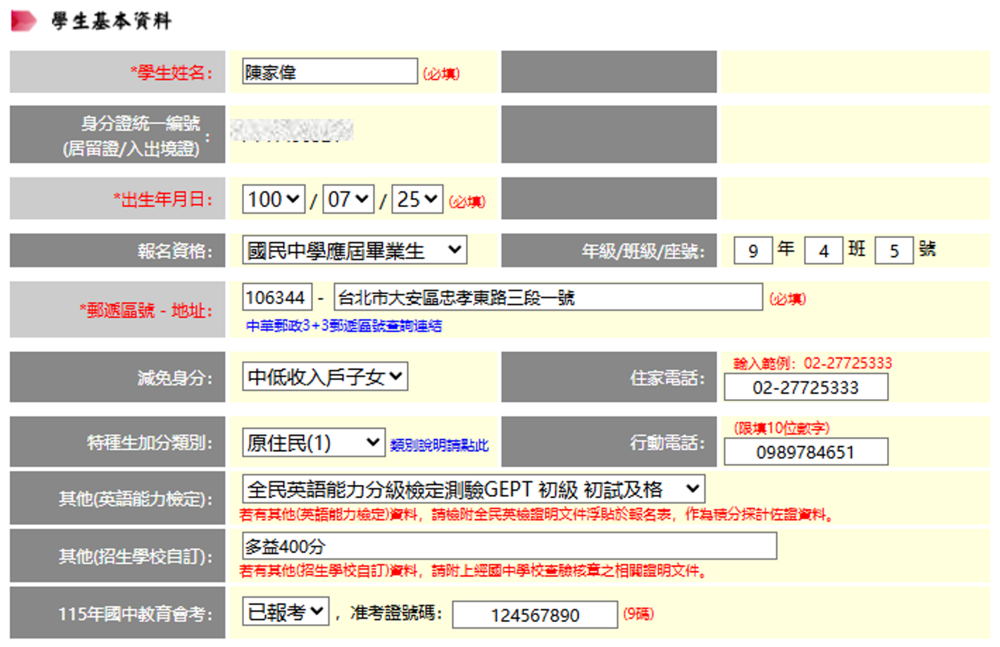 學生基本資料
*學生姓名： 陳家偉 (必填)
身分證統一編號
(居留證/入出境證)：
*出生年月日： 100 / 07 / 25 (必填)
報名資格： 國民中學應屆畢業生 年級/班級/座號： 9 年 4 班 5 號
*郵遞區號 - 地址： 106344 - 台北市大安區忠孝東路三段一號 (必填)
中華郵政3+3郵遞區號查詢連結
減免身分： 中低收入戶子女 住家電話： 輸入範例：02-27725333
02-27725333
特種生加分類別： 原住民(1) 類別說明請點此 行動電話： (限填10位數字)
0989784651
其他(英語能力檢定)： 全民英語能力分級檢定測驗GEPT 初級 初試及格
若有其他(英語能力檢定)資料，請檢附全民英檢證明文件浮貼於報名表，作為積分採計佐證資料。
其他(招生學校自訂)： 多益400分
若有其他(招生學校自訂)資料，請附上經國中學校查驗核章之相關證明文件。
115年國中教育會考： 已報考 ，准考證號碼： 124567890 (9碼)